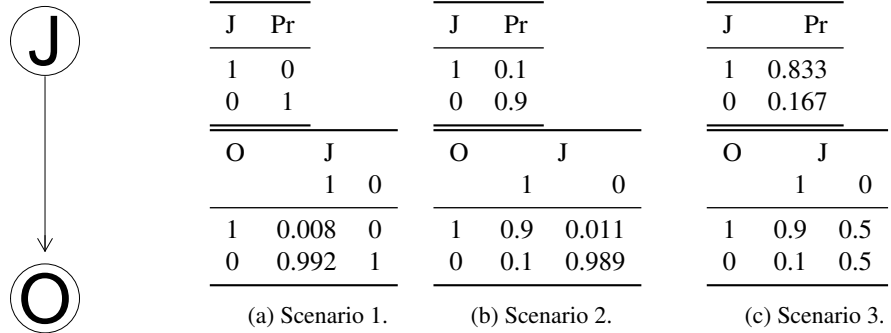 J
O
J Pr
1 0
0 1
O J
1 0
1 0.008 0
0 0.992 1
(a) Scenario 1.
J Pr
1 0.1
0 0.9
O J
1 0
1 0.9 0.011
0 0.1 0.989
(b) Scenario 2.
J Pr
1 0.833
0 0.167
O J
1 0
1 0.9 0.5
0 0.1 0.5
(c) Scenario 3.